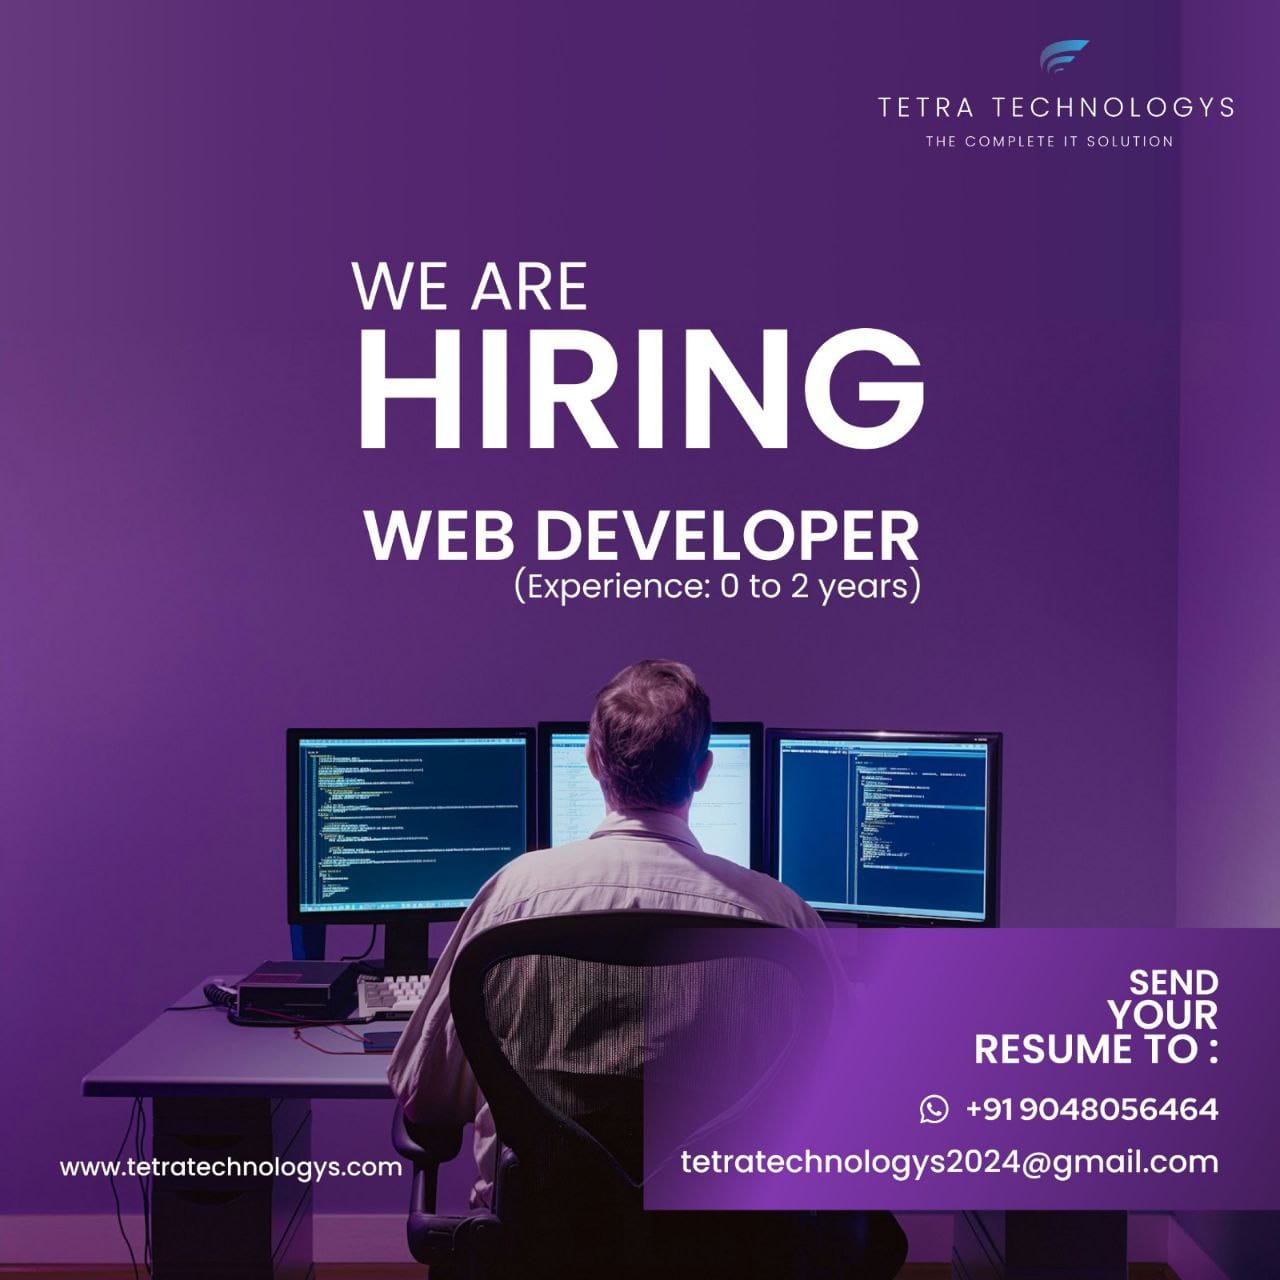 TETRA TECHNOLOGYS
THE COMPLETE IT SOLUTION
WE ARE
HIRING
WEB DEVELOPER
(Experience: 0 to 2 years)
SEND
YOUR
RESUME TO :
+91 9048056464
tetratechnologys2024@gmail.com
www.tetratechnologys.com